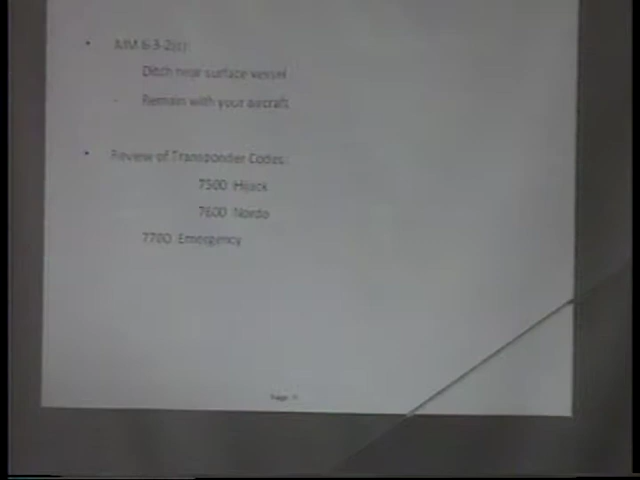 • AIM 6-3-2(c)
Ditch near surface vessel
- Remain with your aircraft
• Review of Transponder Codes:
7500 Hijack
7600 Nordo
7700 Emergency
Page